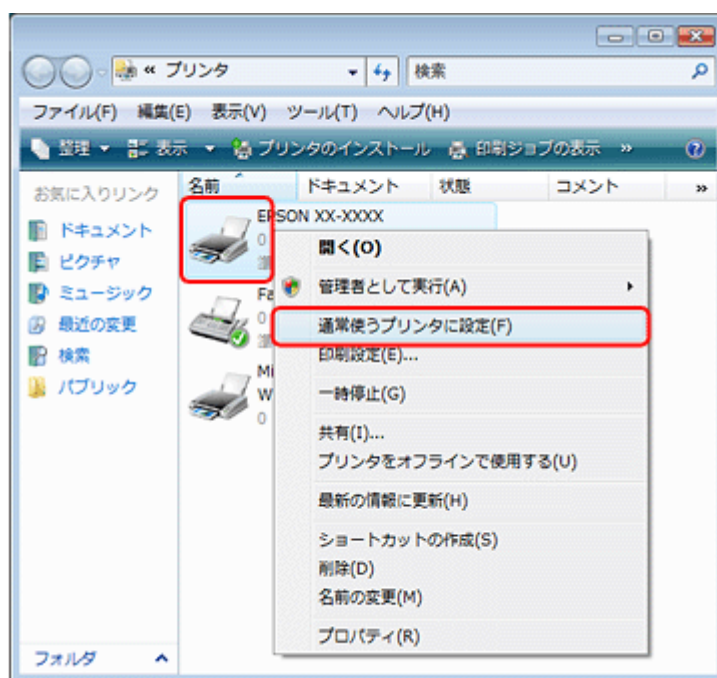 « プリンタ
検索
ファイル(F) 編集(E) 表示(V) ツール(T) ヘルプ(H)
整理 表示 プリンタのインストール 印刷ジョブの表示 »
お気に入りリンク
ドキュメント
ピクチャ
ミュージック
最近の変更
検索
パブリック
フォルダ
名前 ドキュメント 状態 コメント »
EPSON XX-XXXX
0
準
Fa
0
準
Mi
W
0
開く(O)
管理者として実行(A)
通常使うプリンタに設定(F)
印刷設定(E)...
一時停止(G)
共有(I)...
プリンタをオフラインで使用する(U)
最新の情報に更新(H)
ショートカットの作成(S)
削除(D)
名前の変更(M)
プロパティ(R)